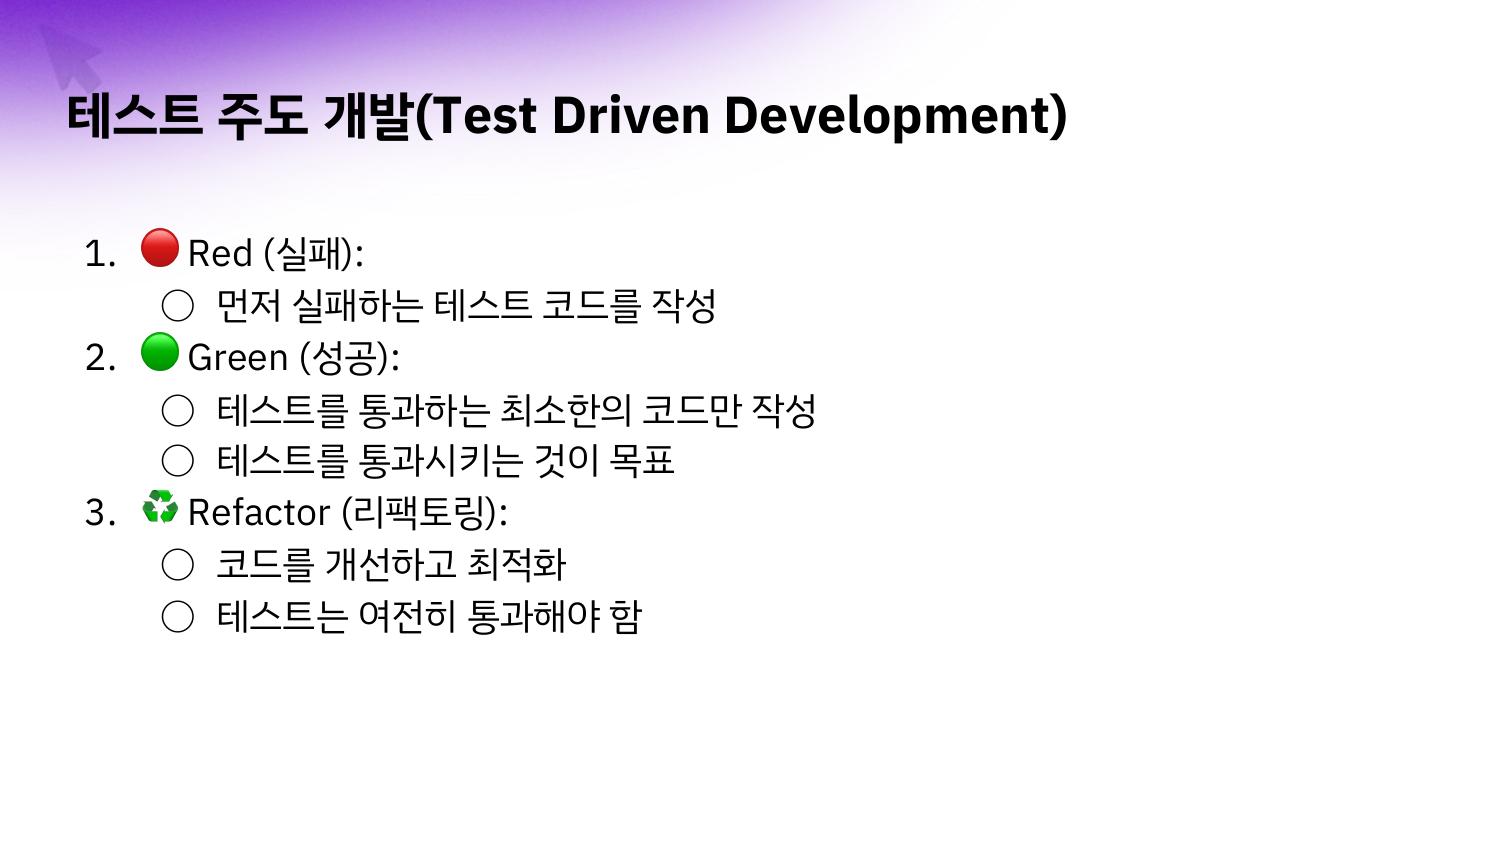 테스트 주도 개발(Test Driven Development)
1. 🔴 Red (실패):
○ 먼저 실패하는 테스트 코드를 작성
2. 🟢 Green (성공):
○ 테스트를 통과하는 최소한의 코드만 작성
○ 테스트를 통과시키는 것이 목표
3. ♻️ Refactor (리팩토링):
○ 코드를 개선하고 최적화
○ 테스트는 여전히 통과해야 함